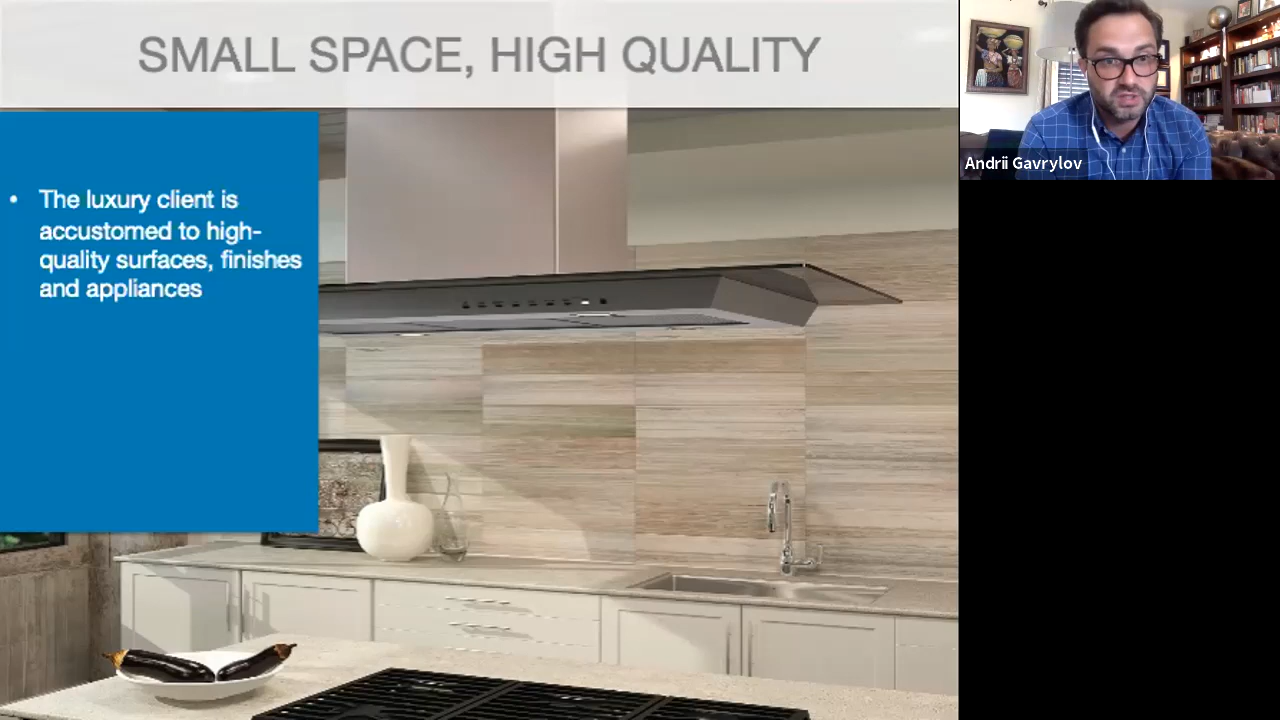 SMALL SPACE, HIGH QUALITY
• The luxury client is
accustomed to high-
quality surfaces, finishes
and appliances
Andrii Gavrylov